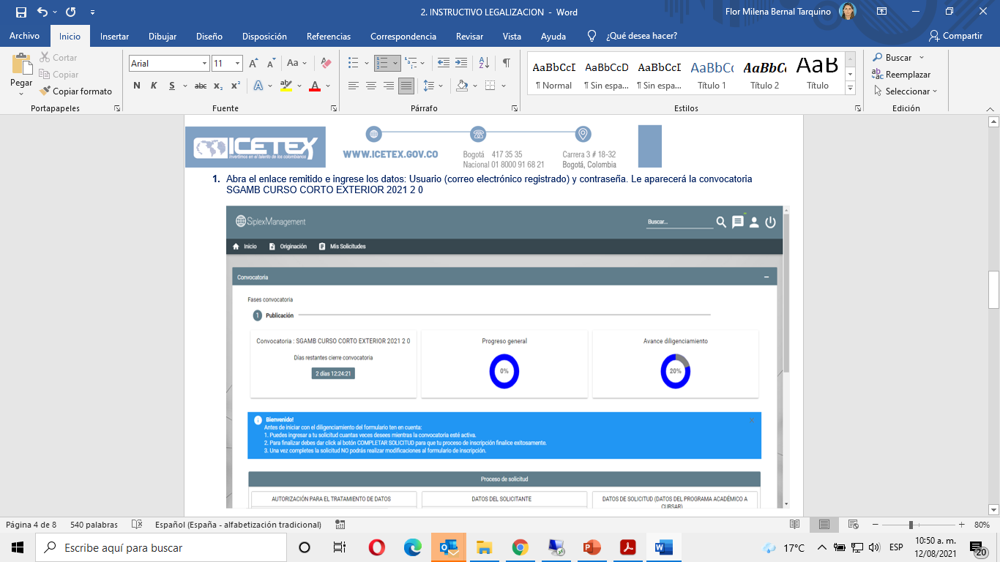 2. INSTRUCTIVO LEGALIZACION - Word
Flor Milena Bernal Tarquino
Archivo Inicio Insertar Dibujar Diseño Disposición Referencias Correspondencia Revisar Vista Ayuda ¿Qué desea hacer? Compartir
Pegar
Cortar
Copiar
Copiar formato
Portapapeles
Arial 11
N K S abc x₂ x²
Fuente
Párrafo
AaBbCcI AaBbCcD AaBbCcI AaBbCc AaBbCc AaB
¶ Normal ¶ Sin espa... ¶ Sin espa... Título 1 Título 2 Título
Estilos
Buscar
Reemplazar
Seleccionar
Edición
ICETEX
Invertimos en el talento de los colombianos
WWW.ICETEX.GOV.CO
Bogotá 417 35 35
Nacional 01 8000 91 68 21
Carrera 3 # 18-32
Bogotá, Colombia
1. Abra el enlace remitido e ingrese los datos: Usuario (correo electrónico registrado) y contraseña. Le aparecerá la convocatoria
SGAMB CURSO CORTO EXTERIOR 2021 2 0
SipiexManagement
Buscar...
Inicio Originación Mis Solicitudes
Convocatoria
Fases convocatoria
1 Publicación
Convocatoria : SGAMB CURSO CORTO EXTERIOR 2021 2 0
Días restantes cierre convocatoria
2 días 12:24:21
Progreso general
0%
Avance diligenciamiento
20%
Bienvenido!
Antes de iniciar con el diligenciamiento del formulario ten en cuenta:
1. Puedes ingresar a tu solicitud cuantas veces desees mientras la convocatoria esté activa.
2. Para finalizar debes dar click al botón COMPLETAR SOLICITUD para que tu proceso de inscripción finalice exitosamente.
3. Una vez completes la solicitud NO podrás realizar modificaciones al formulario de inscripción.
Proceso de solicitud
AUTORIZACIÓN PARA EL TRATAMIENTO DE DATOS
DATOS DEL SOLICITANTE
DATOS DE SOLICITUD (DATOS DEL PROGRAMA ACADÉMICO A
CURSAR)
Página 4 de 8 540 palabras Español (España - alfabetización tradicional) 80%
Escribe aquí para buscar
17°C
ESP
10:50 a. m.
12/08/2021
20